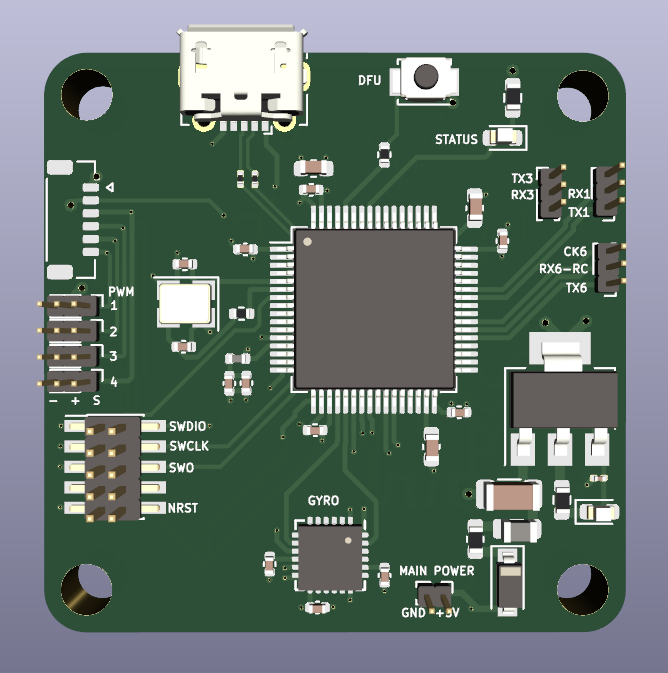 DFU
STATUS
TX3
RX3
RX1
TX1
CK6
RX6-RC
TX6
PWM
1
2
3
4
- + S
SWDIO
SWCLK
SWO
NRST
GYRO
MAIN POWER
GND +5V